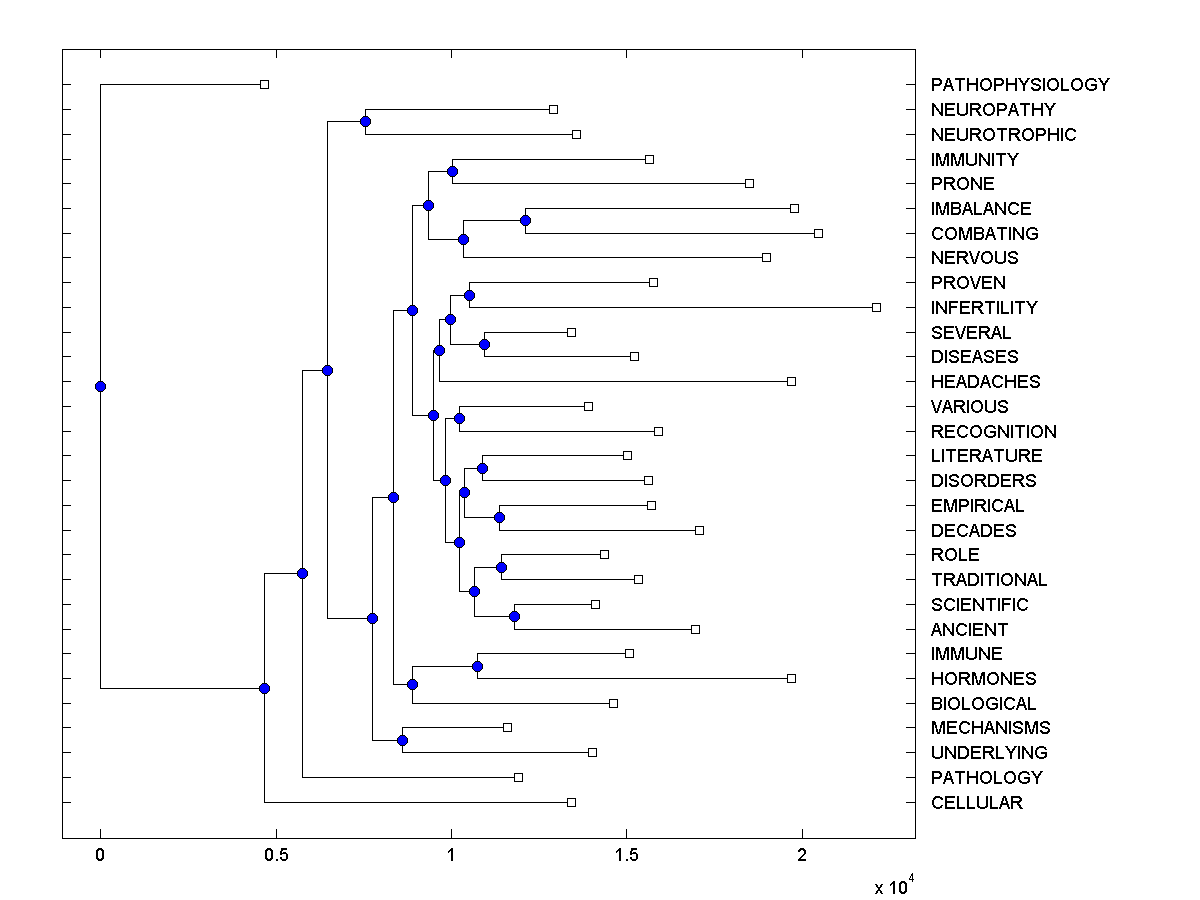 PATHOPHYSIOLOGY
NEUROPATHY
NEUROTROPHIC
IMMUNITY
PRONE
IMBALANCE
COMBATING
NERVOUS
PROVEN
INFERTILITY
SEVERAL
DISEASES
HEADACHES
VARIOUS
RECOGNITION
LITERATURE
DISORDERS
EMPIRICAL
DECADES
ROLE
TRADITIONAL
SCIENTIFIC
ANCIENT
IMMUNE
HORMONES
BIOLOGICAL
MECHANISMS
UNDERLYING
PATHOLOGY
CELLULAR
0 0.5 1 1.5 2
x 10^4